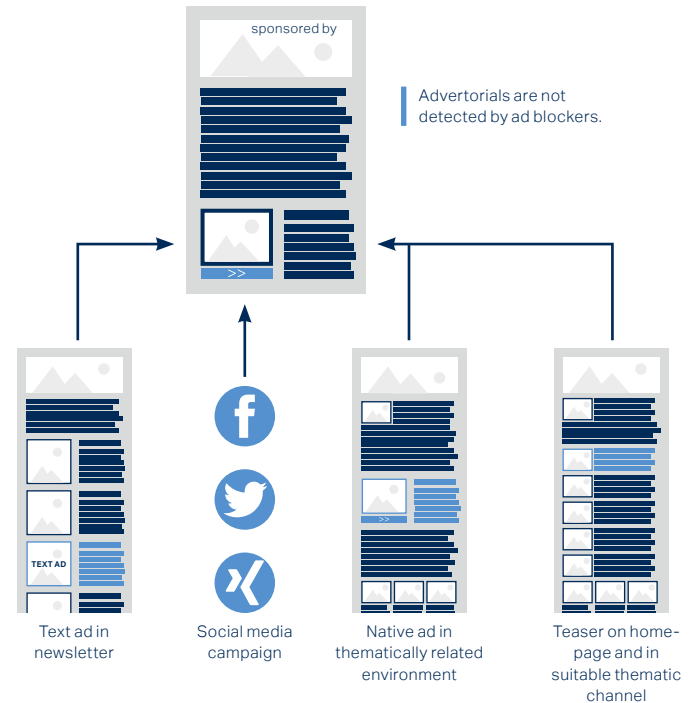 sponsored by
Advertorials are not
detected by ad blockers.
>>
>>
TEXT AD
Text ad in
newsletter
Social media
campaign
Native ad in
thematically related
environment
Teaser on home-
page and in
suitable thematic
channel